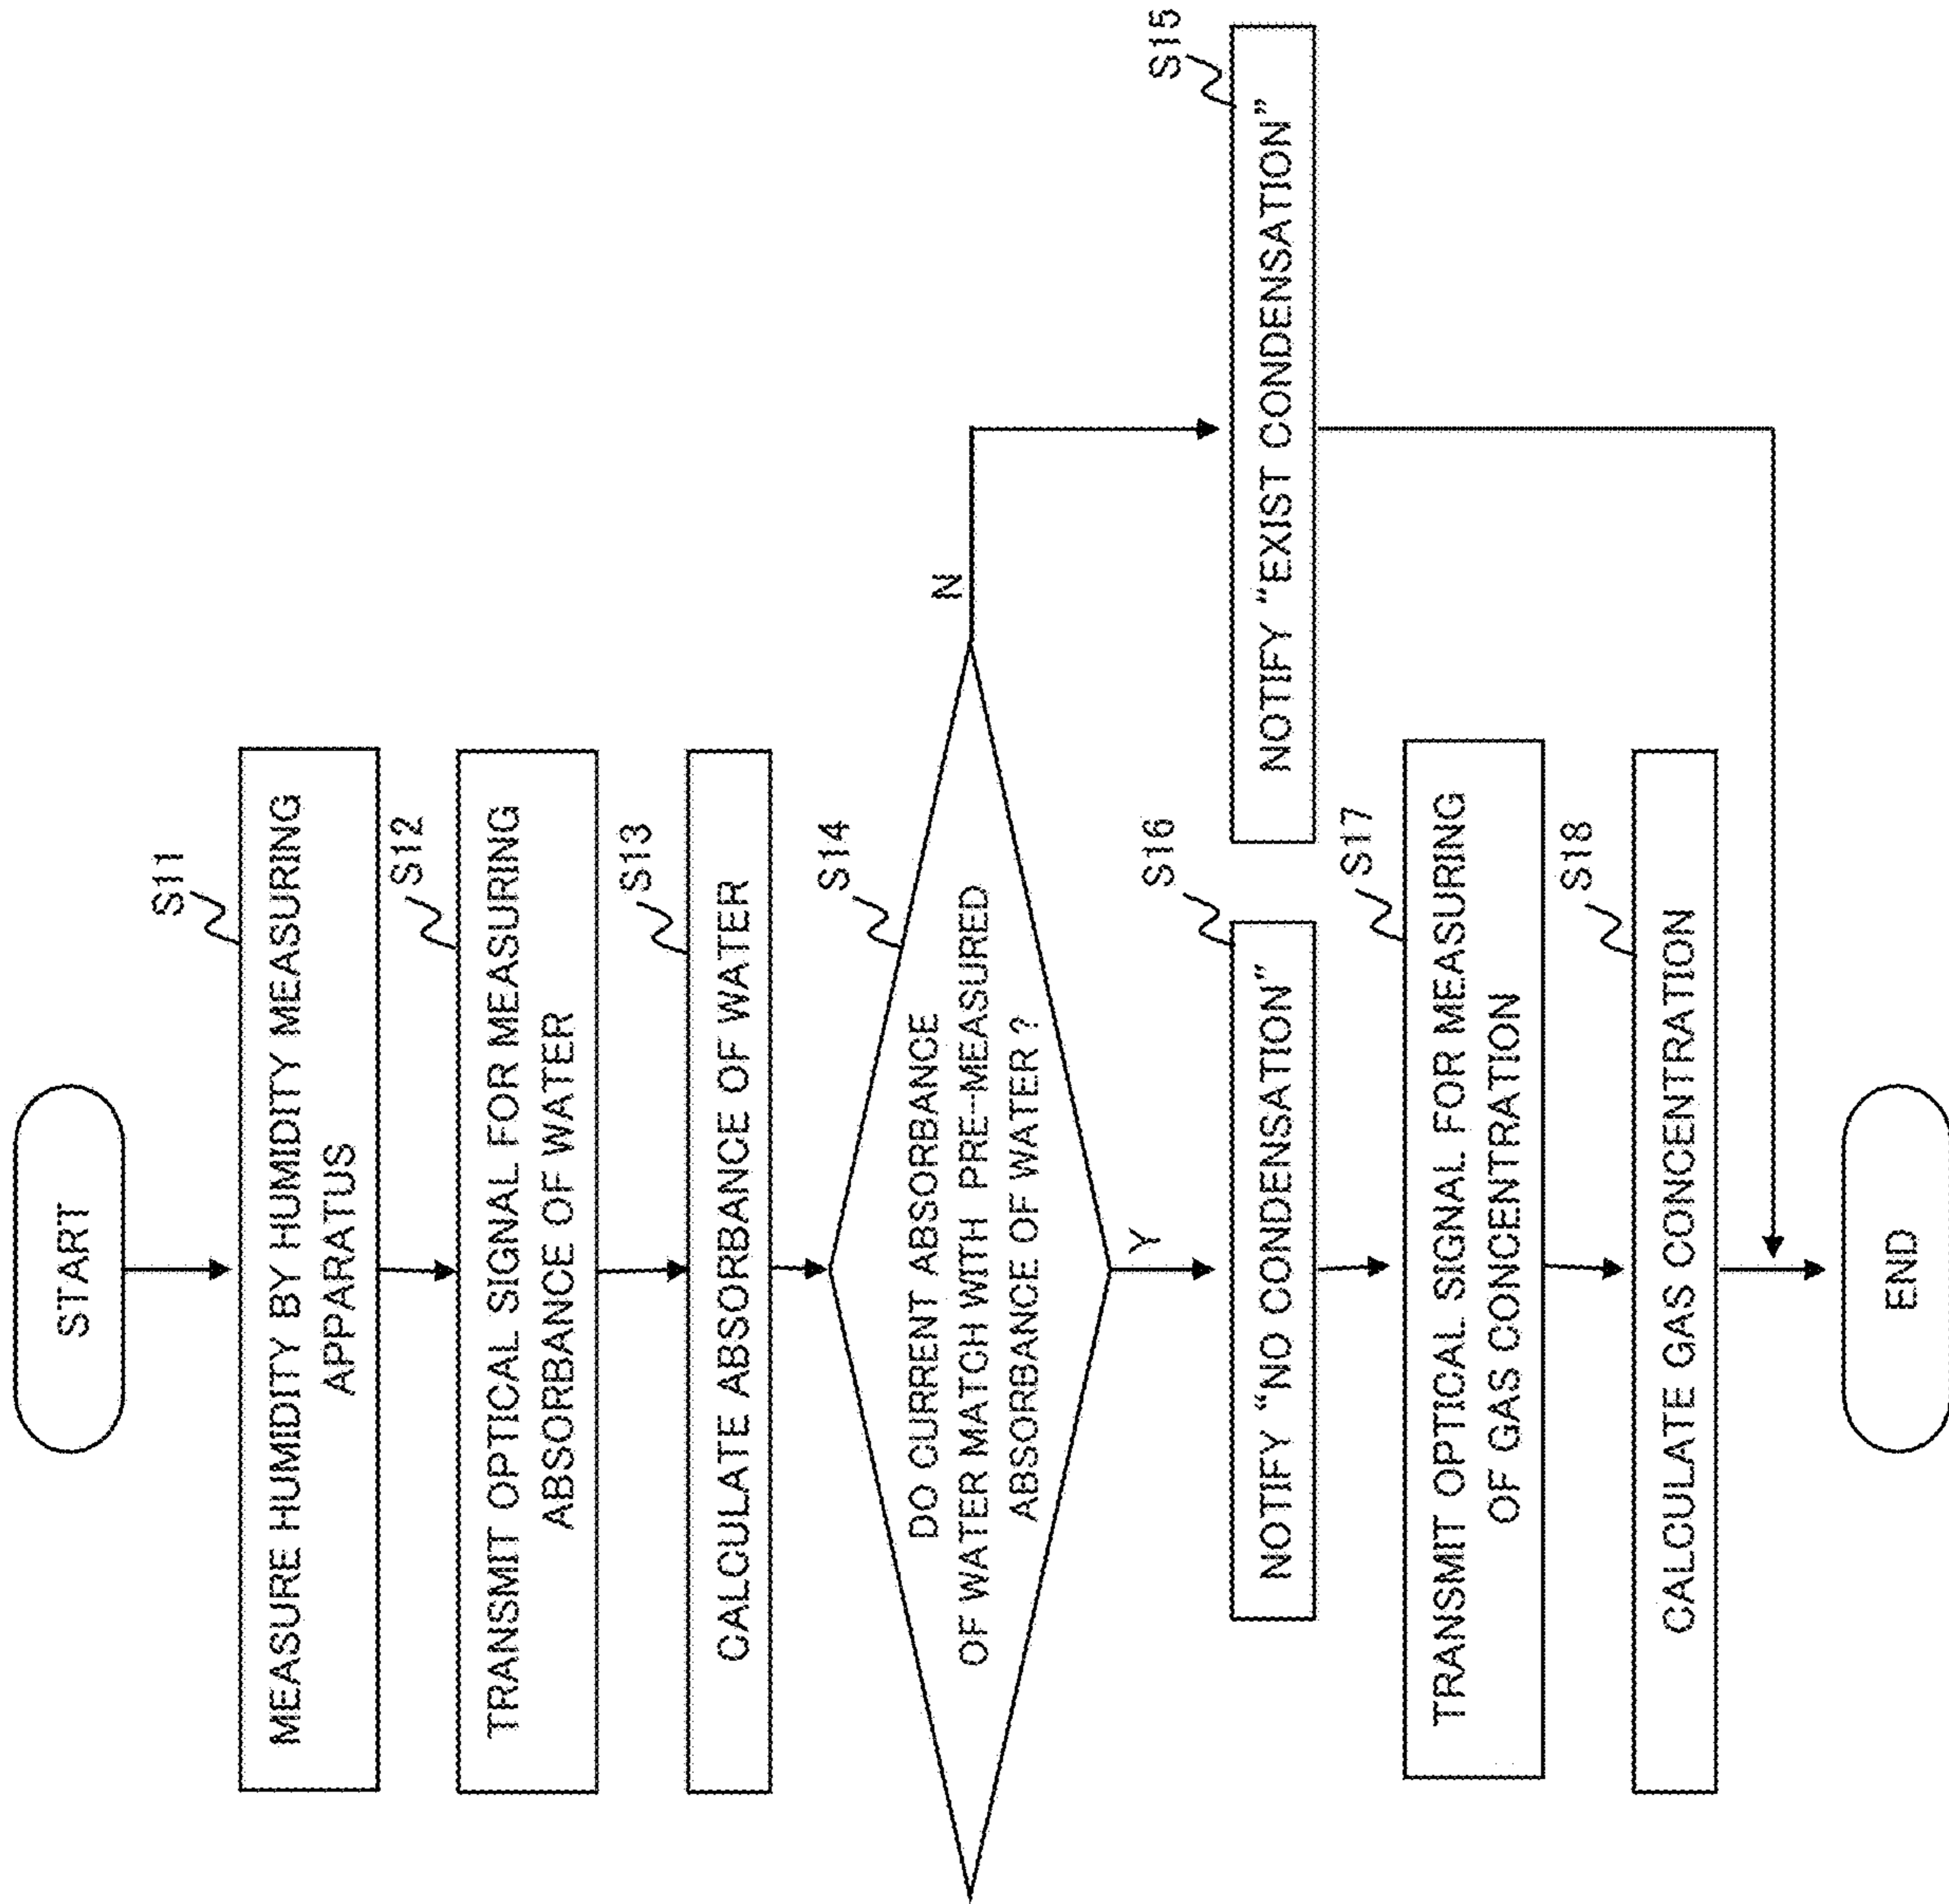 START
S11
MEASURE HUMIDITY BY HUMIDITY MEASURING
APPARATUS
S12
TRANSMIT OPTICAL SIGNAL FOR MEASURING
ABSORBANCE OF WATER
S13
CALCULATE ABSORBANCE OF WATER
S14
DO CURRENT ABSORBANCE
OF WATER MATCH WITH PRE-MEASURED
ABSORBANCE OF WATER ?
N
Y
S15
NOTIFY “EXIST CONDENSATION”
S16
NOTIFY “NO CONDENSATION”
S17
TRANSMIT OPTICAL SIGNAL FOR MEASURING
OF GAS CONCENTRATION
S18
CALCULATE GAS CONCENTRATION
END